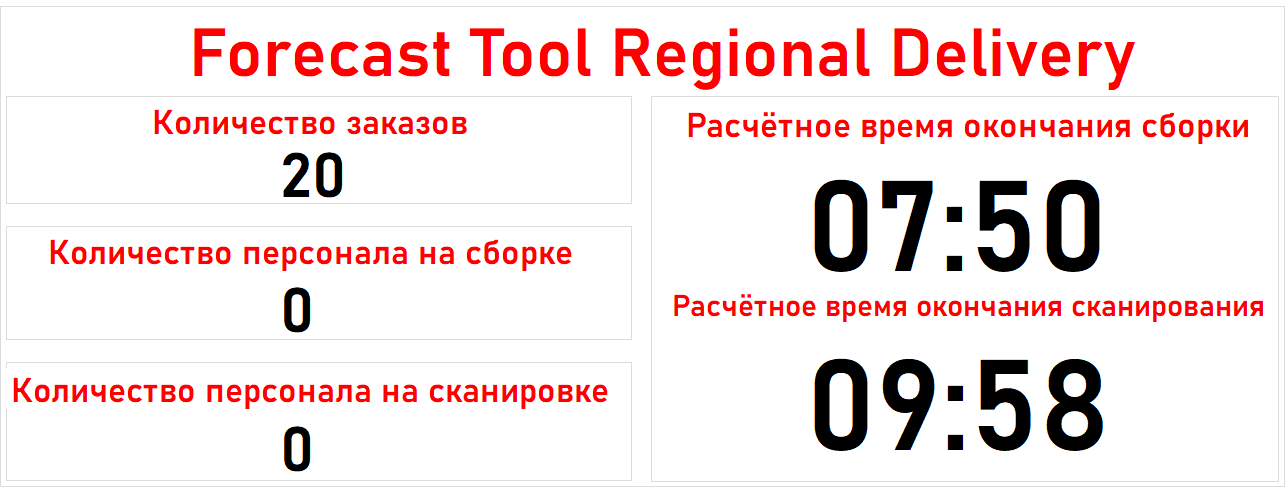 Forecast Tool Regional Delivery
Количество заказов
20
Количество персонала на сборке
0
Количество персонала на сканировке
0
Расчётное время окончания сборки
07:50
Расчётное время окончания сканирования
09:58